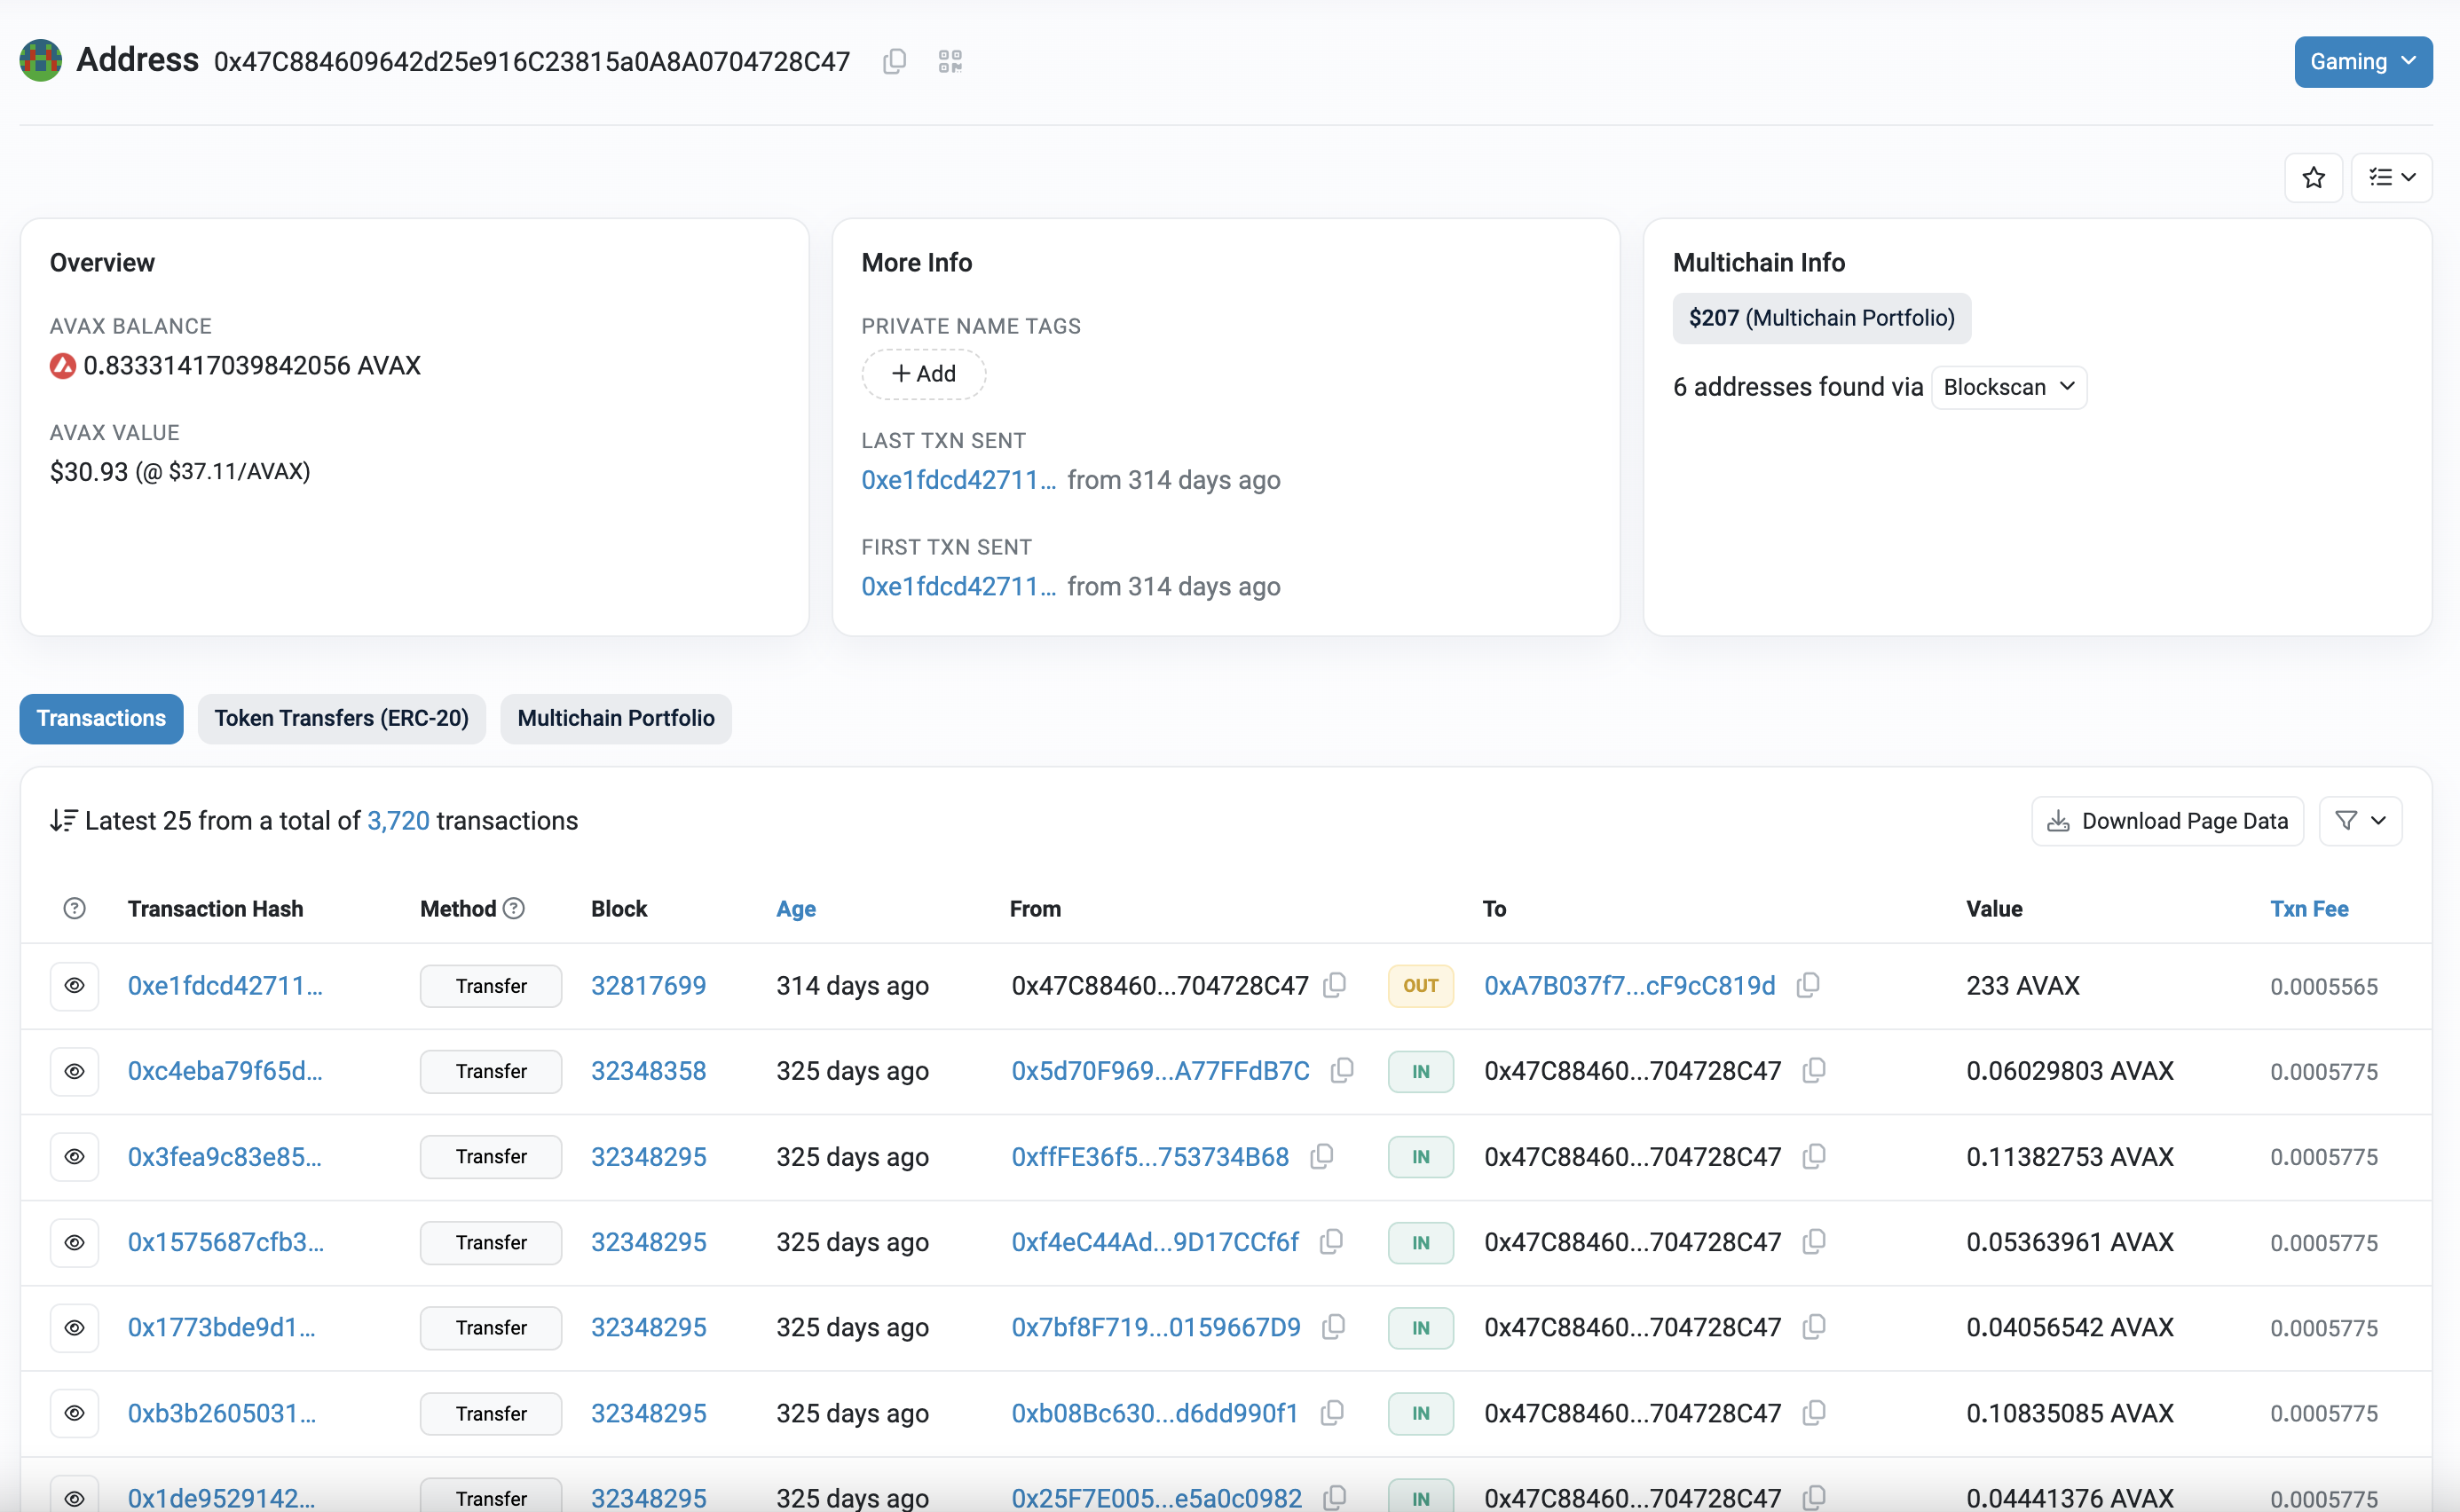 Address 0x47C884609642d25e916C23815a0A8A0704728C47
Gaming
Overview
AVAX BALANCE
0.83331417039842056 AVAX
AVAX VALUE
$30.93 (@ $37.11/AVAX)
More Info
PRIVATE NAME TAGS
+ Add
LAST TXN SENT
0xe1fdcd42711... from 314 days ago
FIRST TXN SENT
0xe1fdcd42711... from 314 days ago
Multichain Info
$207 (Multichain Portfolio)
6 addresses found via Blockscan
Transactions Token Transfers (ERC-20) Multichain Portfolio
Latest 25 from a total of 3,720 transactions Download Page Data
Transaction Hash Method Block Age From To Value Txn Fee
0xe1fdcd42711... Transfer 32817699 314 days ago 0x47C88460...704728C47 OUT 0xA7B037f7...cF9cC819d 233 AVAX 0.0005565
0xc4eba79f65d... Transfer 32348358 325 days ago 0x5d70F969...A77FFdB7C IN 0x47C88460...704728C47 0.06029803 AVAX 0.0005775
0x3fea9c83e85... Transfer 32348295 325 days ago 0xffFE36f5...753734B68 IN 0x47C88460...704728C47 0.11382753 AVAX 0.0005775
0x1575687cfb3... Transfer 32348295 325 days ago 0xf4eC44Ad...9D17CCf6f IN 0x47C88460...704728C47 0.05363961 AVAX 0.0005775
0x1773bde9d1... Transfer 32348295 325 days ago 0x7bf8F719...0159667D9 IN 0x47C88460...704728C47 0.04056542 AVAX 0.0005775
0xb3b2605031... Transfer 32348295 325 days ago 0xb08Bc630...d6dd990f1 IN 0x47C88460...704728C47 0.10835085 AVAX 0.0005775
0x1de9529142... Transfer 32348295 325 days ago 0x25F7E005...e5a0c0982 IN 0x47C88460...704728C47 0.04441376 AVAX 0.0005775